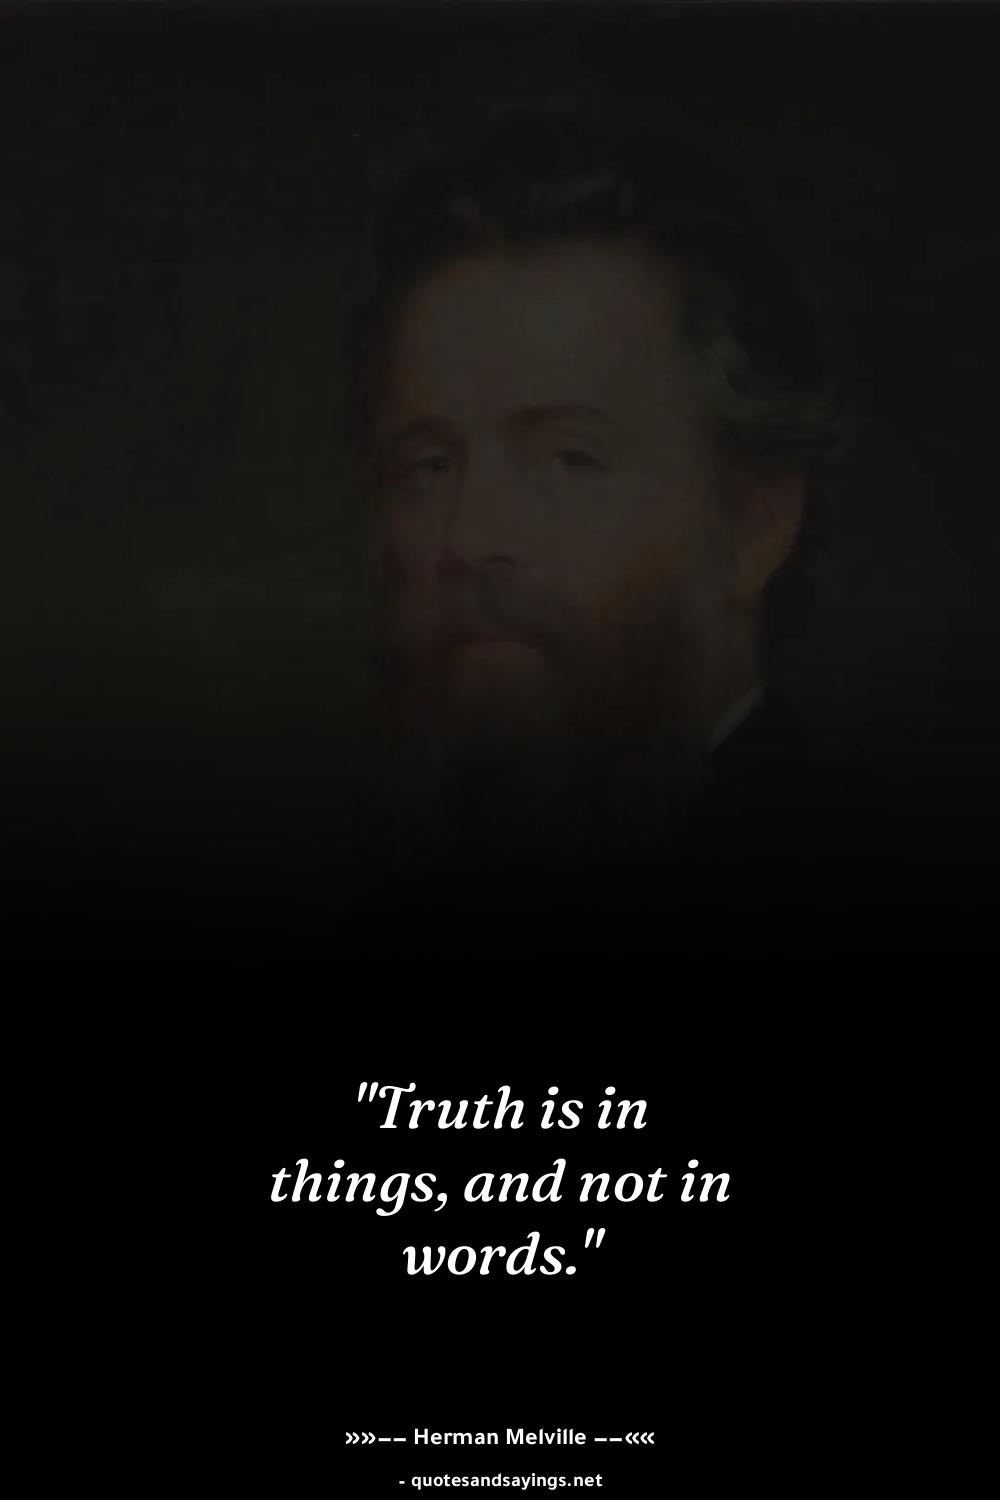 "Truth is in
things, and not in
words."
»»–– Herman Melville ––««
- quotesandsayings.net